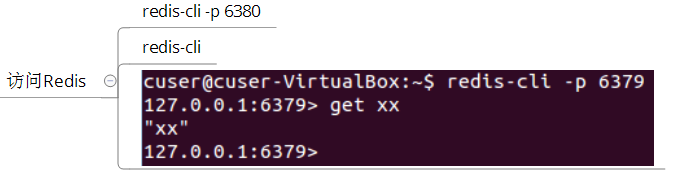 redis-cli -p 6380
redis-cli
访问Redis
cuser@cuser-VirtualBox:~$ redis-cli -p 6379
127.0.0.1:6379> get xx
"xx"
127.0.0.1:6379>